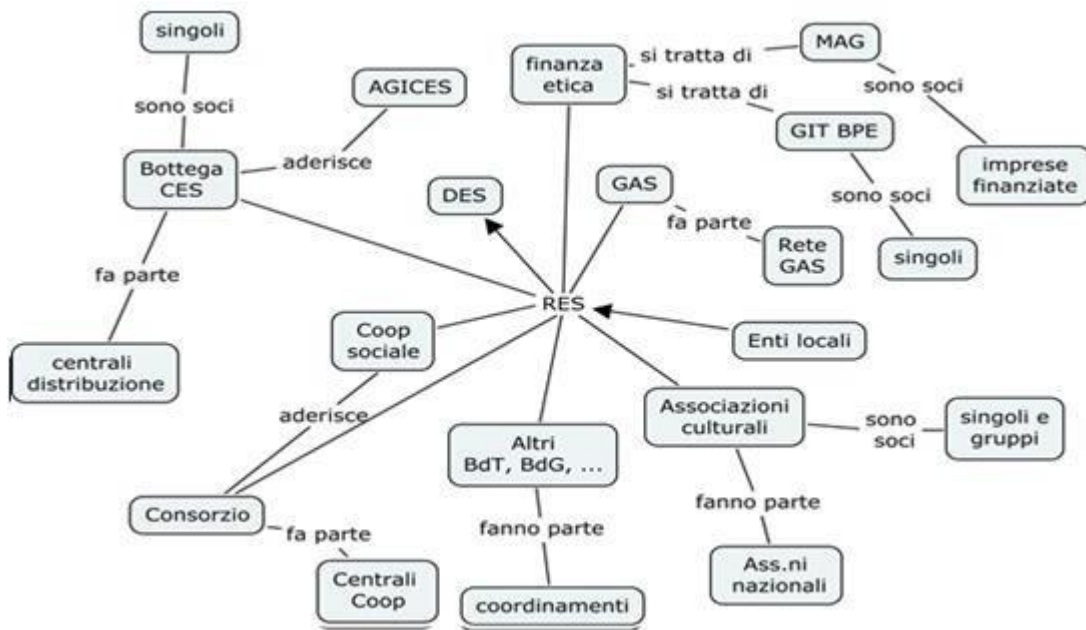 singoli
sono soci
AGICES
aderisce
Bottega
CES
fa parte
centrali
distribuzione
finanza
etica
si tratta di
MAG
si tratta di
sono soci
GIT BPE
imprese
finanziate
sono soci
singoli
DES
GAS
fa parte
Rete
GAS
RES
Enti locali
Coop
sociale
aderisce
Consorzio
fa parte
Centrali
Coop
Altri
BdT, BdG, ...
fanno parte
coordinamenti
Associazioni
culturali
sono
soci
singoli e
gruppi
fanno parte
Ass.ni
nazionali